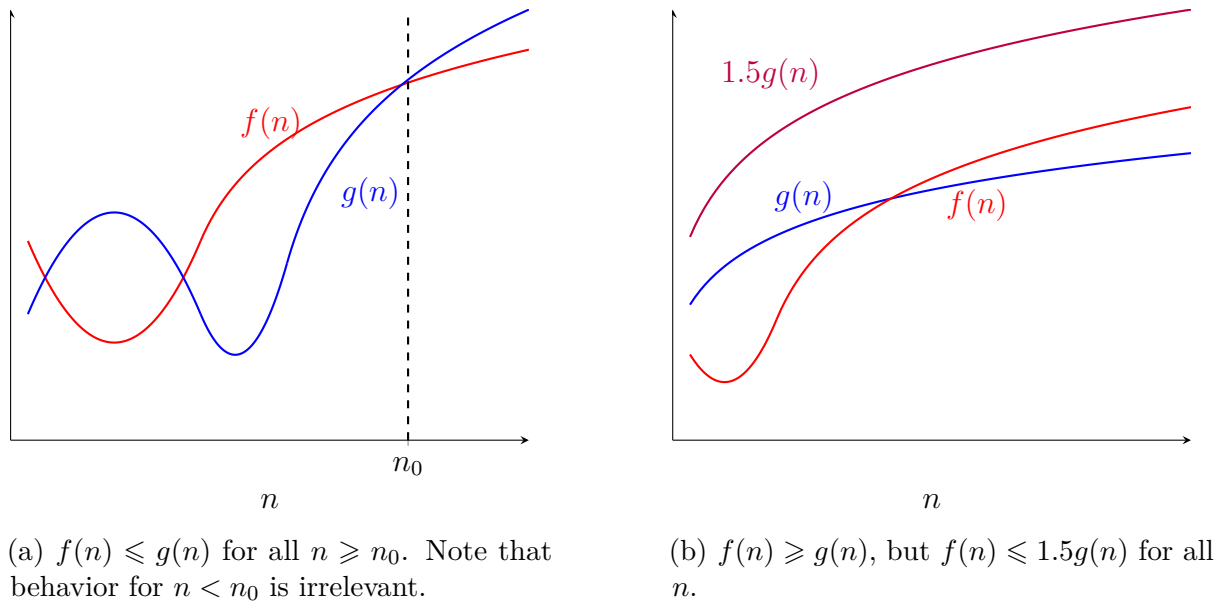 f(n)
g(n)
n₀
n
(a) f(n) ⩽ g(n) for all n ⩾ n₀. Note that
behavior for n < n₀ is irrelevant.
1.5g(n)
g(n)
f(n)
n
(b) f(n) ⩾ g(n), but f(n) ⩽ 1.5g(n) for all
n.